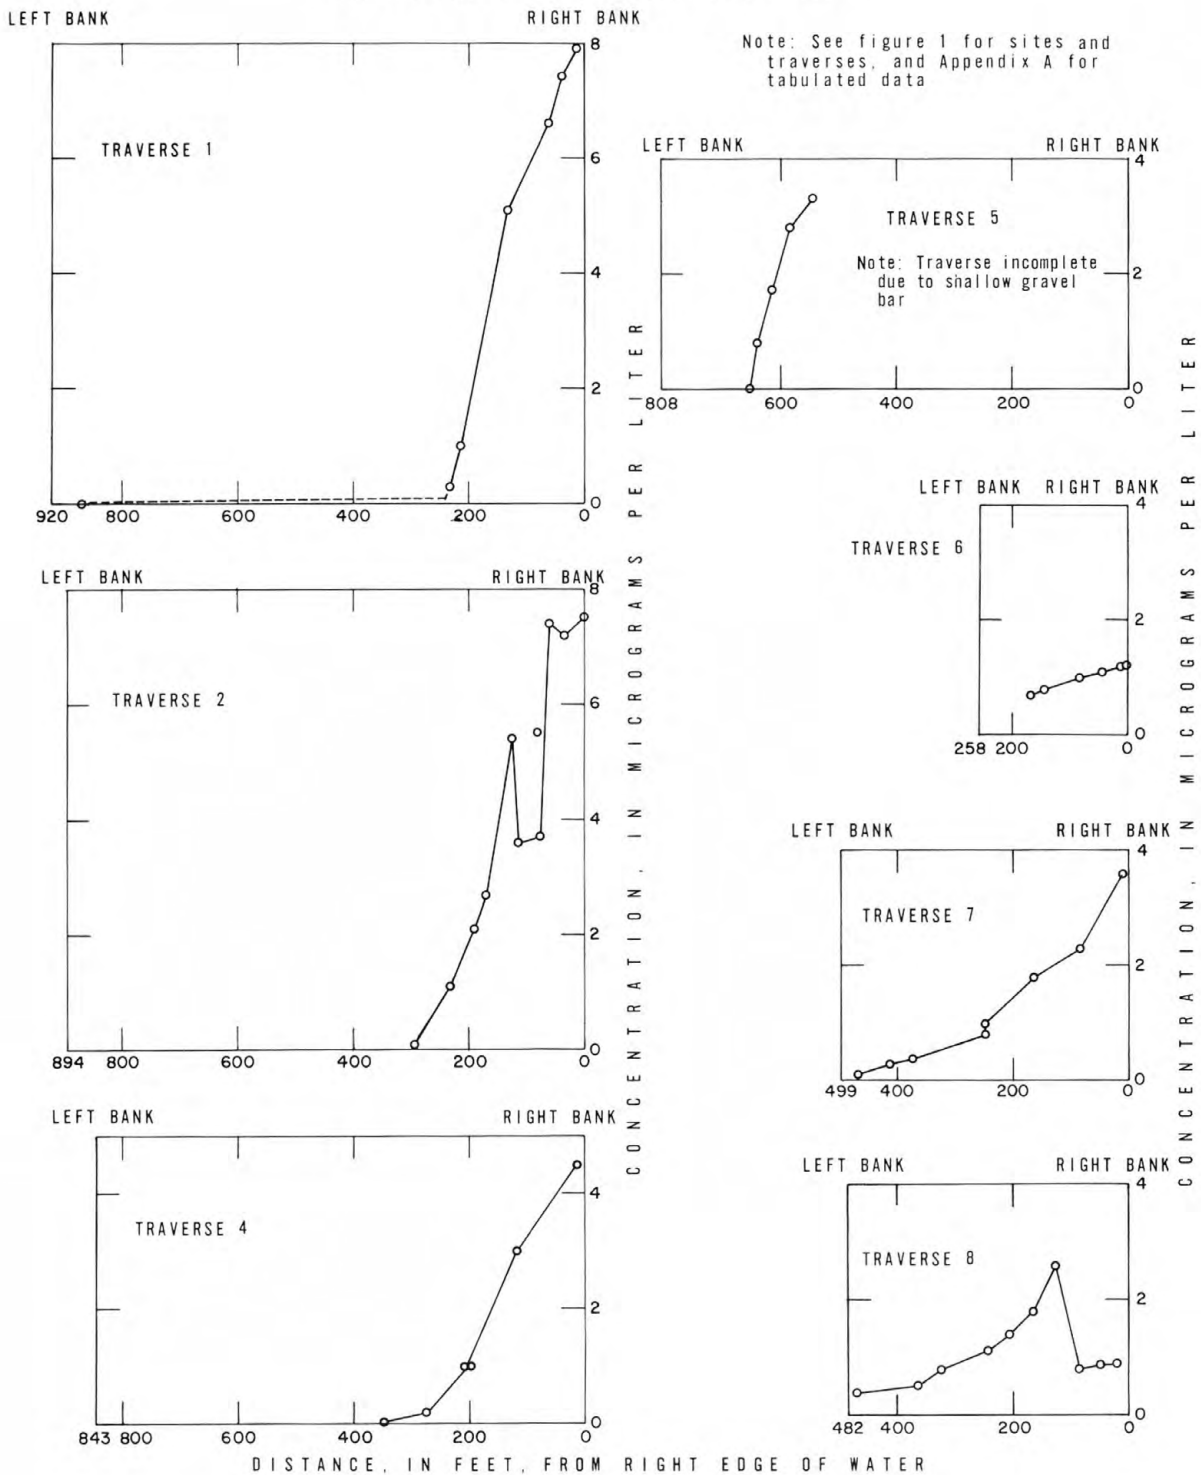 LEFT BANK RIGHT BANK
Note: See figure 1 for sites and
traverses, and Appendix A for
tabulated data
TRAVERSE 1
8
6
4
2
0
920 800 600 400 200 0
LEFT BANK RIGHT BANK
TRAVERSE 5
Note: Traverse incomplete
due to shallow gravel
bar
4
2
0
808 600 400 200 0
LEFT BANK RIGHT BANK
TRAVERSE 2
8
6
4
2
0
894 800 600 400 200 0
LEFT BANK RIGHT BANK
TRAVERSE 6
4
2
0
258 200 0
LEFT BANK RIGHT BANK
TRAVERSE 4
4
2
0
843 800 600 400 200 0
LEFT BANK RIGHT BANK
TRAVERSE 7
4
2
0
499 400 200 0
LEFT BANK RIGHT BANK
TRAVERSE 8
4
2
0
482 400 200 0
CONCENTRATION, IN MICROGRAMS PER LITER
CONCENTRATION, IN MICROGRAMS PER LITER
DISTANCE, IN FEET, FROM RIGHT EDGE OF WATER